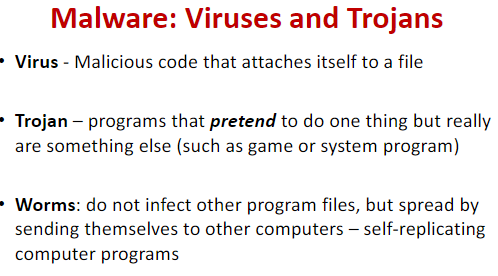 Malware: Viruses and Trojans
• Virus - Malicious code that attaches itself to a file
• Trojan – programs that pretend to do one thing but really
are something else (such as game or system program)
• Worms: do not infect other program files, but spread by
sending themselves to other computers – self-replicating
computer programs